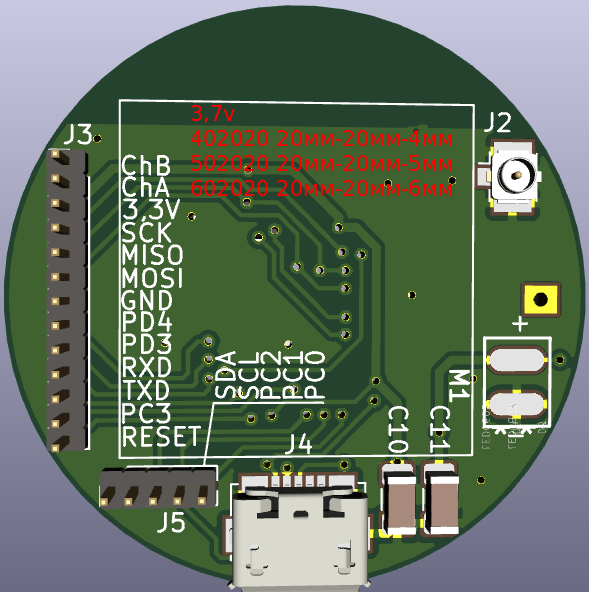 3,7v
402020 20мм-20мм-4мм
502020 20мм-20мм-5мм
602020 20мм-20мм-6мм
J3
J2
ChB
ChA
3,3V
SCK
MISO
MOSI
GND
PD4
PD3
RXD
TXD
PC3
RESET
SDA
SCL
PC2
PC1
PC0
+
M1
C10
C11
J4
J5